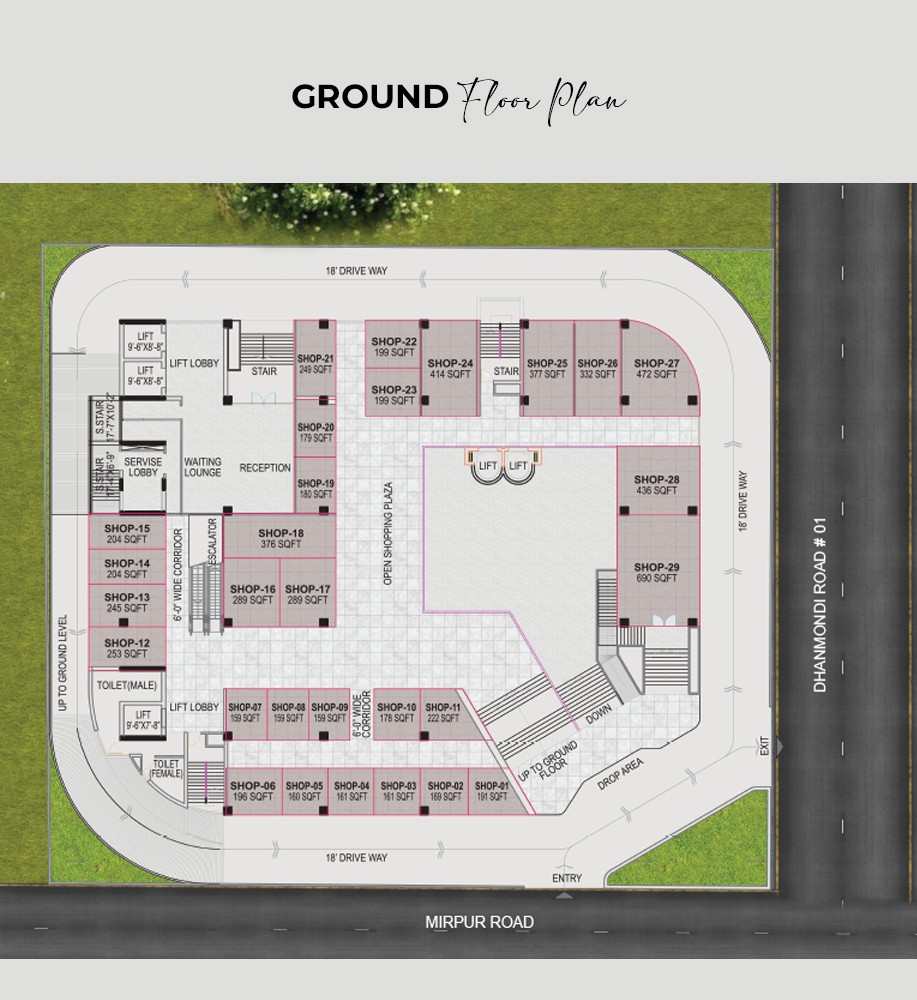 GROUND Floor Plan
18' DRIVE WAY
LIFT
9'-6"X8'-8"
LIFT LOBBY
LIFT
9'-6"X8'-8"
STAIR
SHOP-21
249 SQFT
SHOP-22
199 SQFT
SHOP-23
199 SQFT
SHOP-24
414 SQFT
STAIR
SHOP-25
377 SQFT
SHOP-26
332 SQFT
SHOP-27
472 SQFT
S.STAIR
17'-7"X10'-2"
S.STAIR
SERVISE
LOBBY
WAITING
LOUNGE
RECEPTION
SHOP-20
179 SQFT
SHOP-19
180 SQFT
LIFT
LIFT
SHOP-28
436 SQFT
18' DRIVE WAY
OPEN SHOPPING PLAZA
SHOP-15
204 SQFT
SHOP-14
204 SQFT
SHOP-13
245 SQFT
SHOP-12
253 SQFT
6'-0" WIDE CORRIDOR
ESCALATOR
SHOP-18
376 SQFT
SHOP-16
289 SQFT
SHOP-17
289 SQFT
SHOP-29
690 SQFT
DHANMONDI ROAD # 01
UP TO GROUND LEVEL
TOILET(MALE)
LIFT
9'-6"X7'-8"
LIFT LOBBY
SHOP-07
159 SQFT
SHOP-08
159 SQFT
SHOP-09
159 SQFT
6'-0" WIDE
CORRIDOR
SHOP-10
178 SQFT
SHOP-11
222 SQFT
DOWN
UP TO GROUND
FLOOR
DROP AREA
EXIT
TOILET
(FEMALE)
SHOP-06
196 SQFT
SHOP-05
160 SQFT
SHOP-04
161 SQFT
SHOP-03
161 SQFT
SHOP-02
169 SQFT
SHOP-01
191 SQFT
18' DRIVE WAY
ENTRY
MIRPUR ROAD